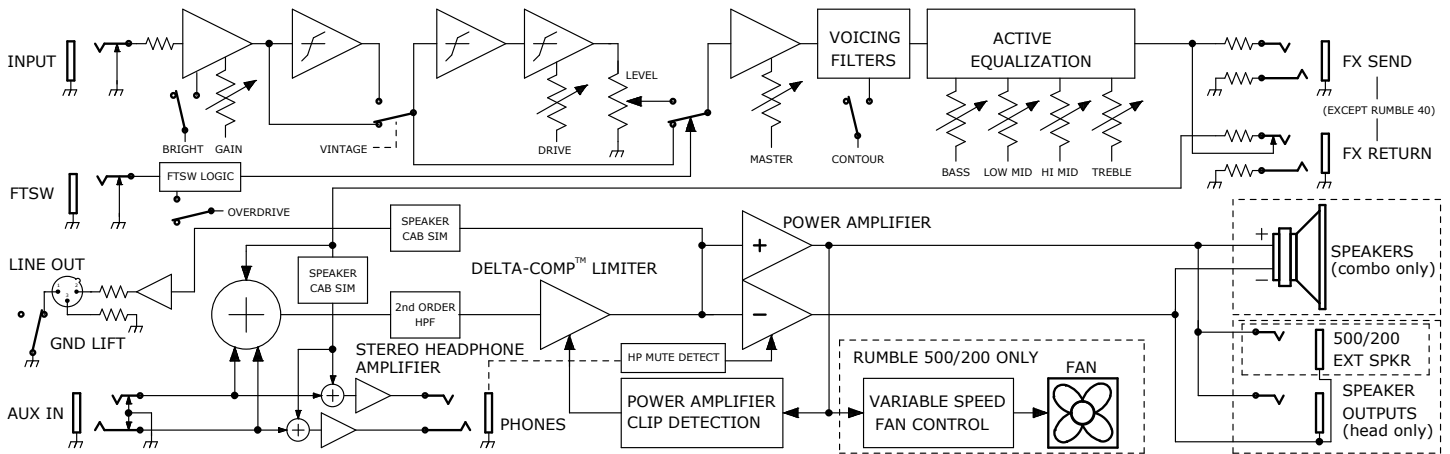 INPUT
BRIGHT
GAIN
VINTAGE
DRIVE
LEVEL
MASTER
VOICING
FILTERS
CONTOUR
ACTIVE
EQUALIZATION
BASS
LOW MID
HI MID
TREBLE
FX SEND
(EXCEPT RUMBLE 40)
FX RETURN
FTSW
FTSW LOGIC
OVERDRIVE
SPEAKER
CAB SIM
POWER AMPLIFIER
+
−
SPEAKER
CAB SIM
LINE OUT
GND LIFT
2nd ORDER
HPF
DELTA-COMP™ LIMITER
+
−
SPEAKERS
(combo only)
500/200
EXT SPKR
SPEAKER
OUTPUTS
(head only)
STEREO HEADPHONE
AMPLIFIER
HP MUTE DETECT
RUMBLE 500/200 ONLY
FAN
AUX IN
PHONES
POWER AMPLIFIER
CLIP DETECTION
VARIABLE SPEED
FAN CONTROL